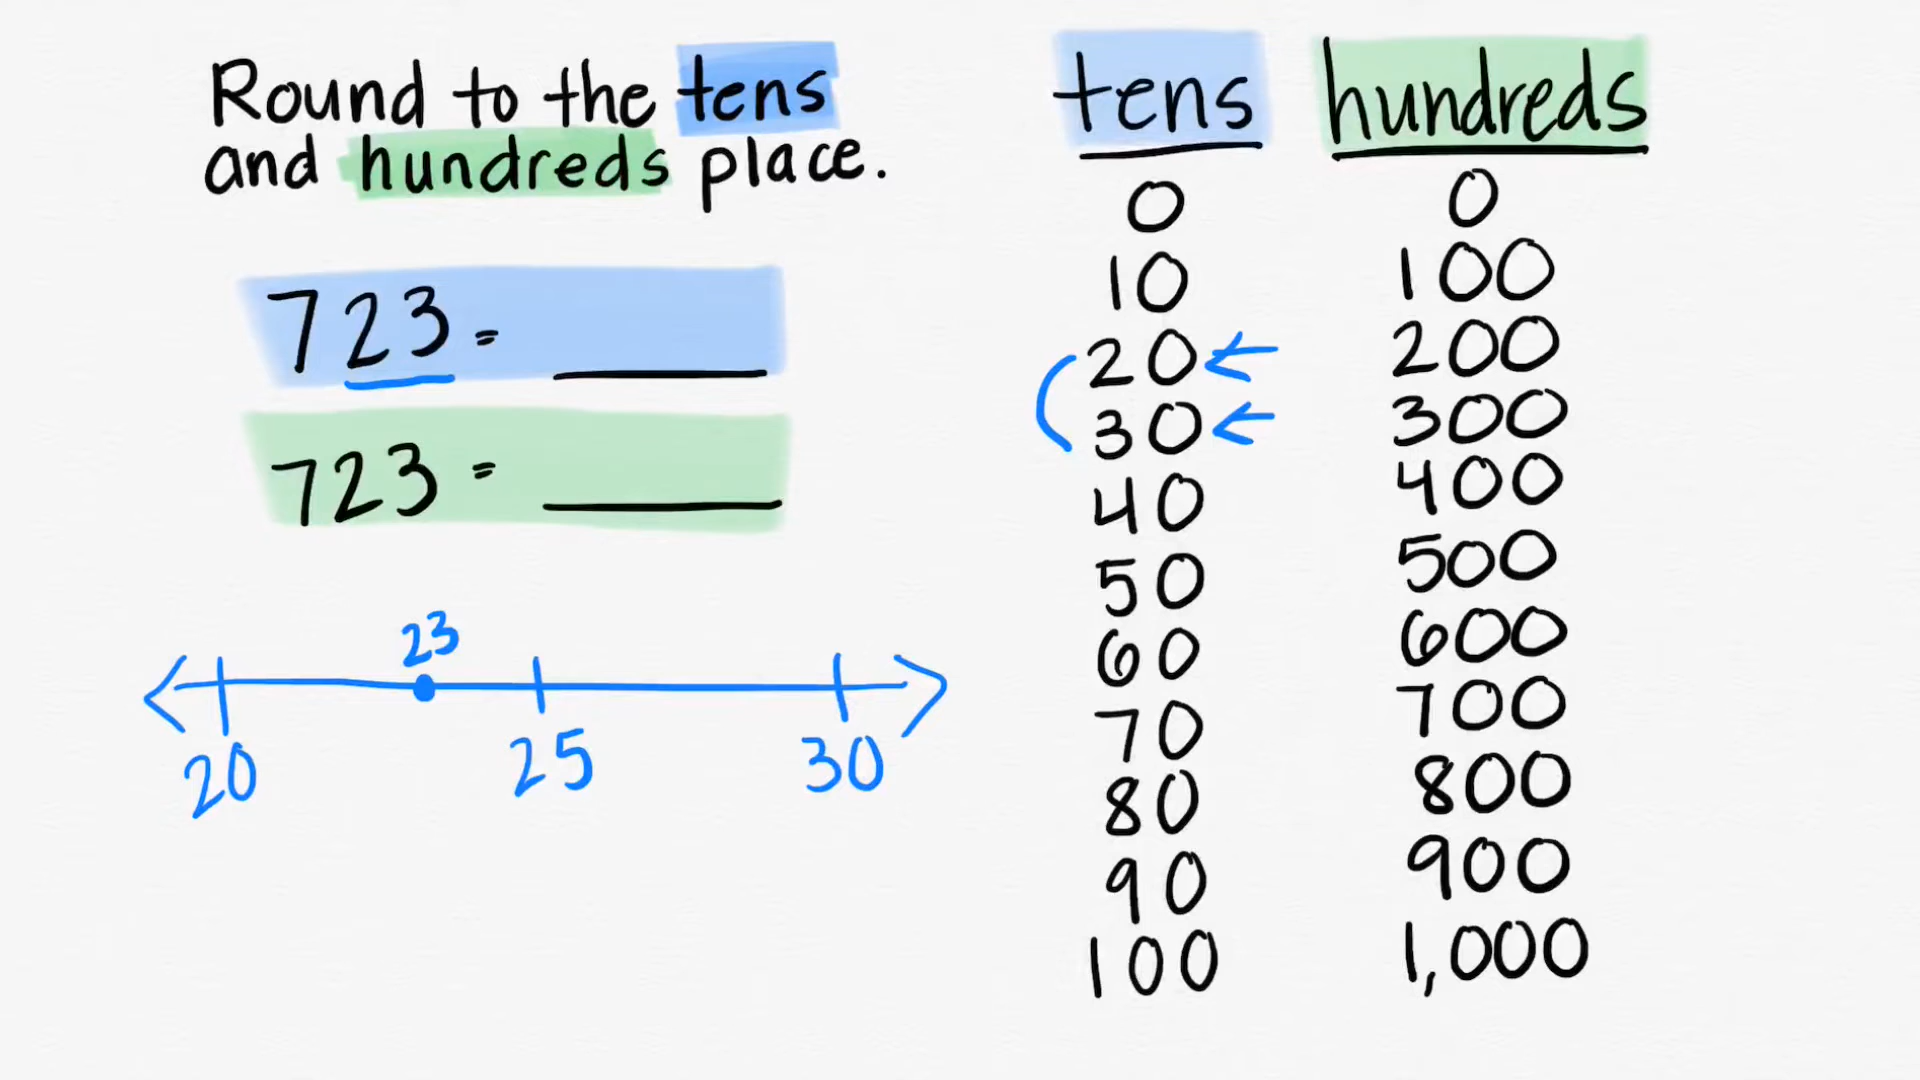 Round to the tens
and hundreds place.
723 = ______
723 = ______
23
20 25 30
tens hundreds
0 0
10 100
20 200
30 300
40 400
50 500
60 600
70 700
80 800
90 900
100 1,000